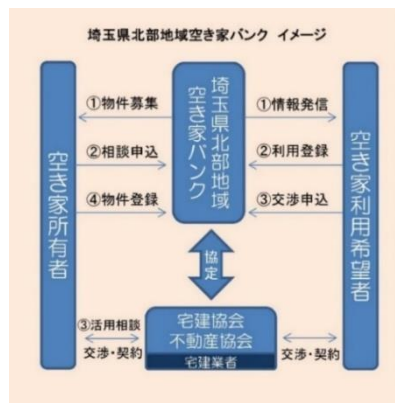 埼玉県北部地域空き家バンク イメージ
空き家所有者
①物件募集
②相談申込
④物件登録
埼玉県北部地域
空き家バンク
①情報発信
②利用登録
③交渉申込
空き家利用希望者
協定
③活用相談
交渉・契約
宅建協会
不動産協会
宅建業者
交渉・契約